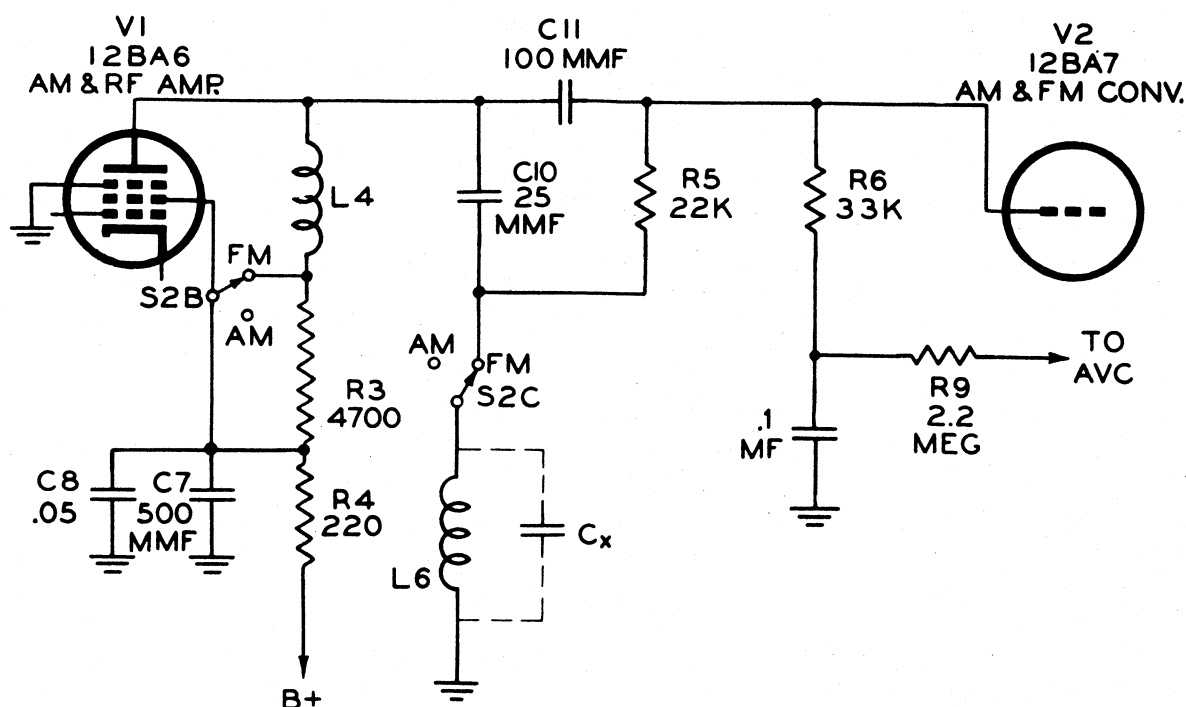 V1
12BA6
AM & RF AMP.
C11
100 MMF
V2
12BA7
AM & FM CONV.
L4
C10
25
MMF
R5
22K
R6
33K
FM
S2B
AM
AM
FM
S2C
R3
4700
TO
AVC
R9
2.2
MEG
.1
MF
C8
.05
C7
500
MMF
R4
220
L6
Cx
B+